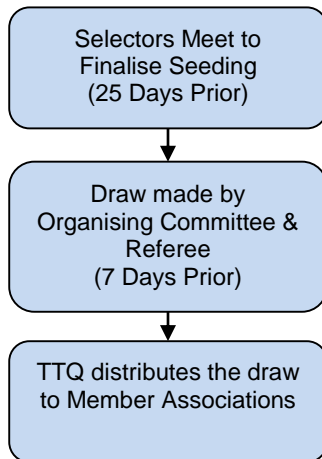 Selectors Meet to
Finalise Seeding
(25 Days Prior)
Draw made by
Organising Committee &
Referee
(7 Days Prior)
TTQ distributes the draw
to Member Associations